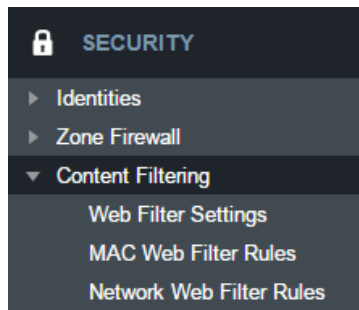 SECURITY
Identities
Zone Firewall
Content Filtering
Web Filter Settings
MAC Web Filter Rules
Network Web Filter Rules